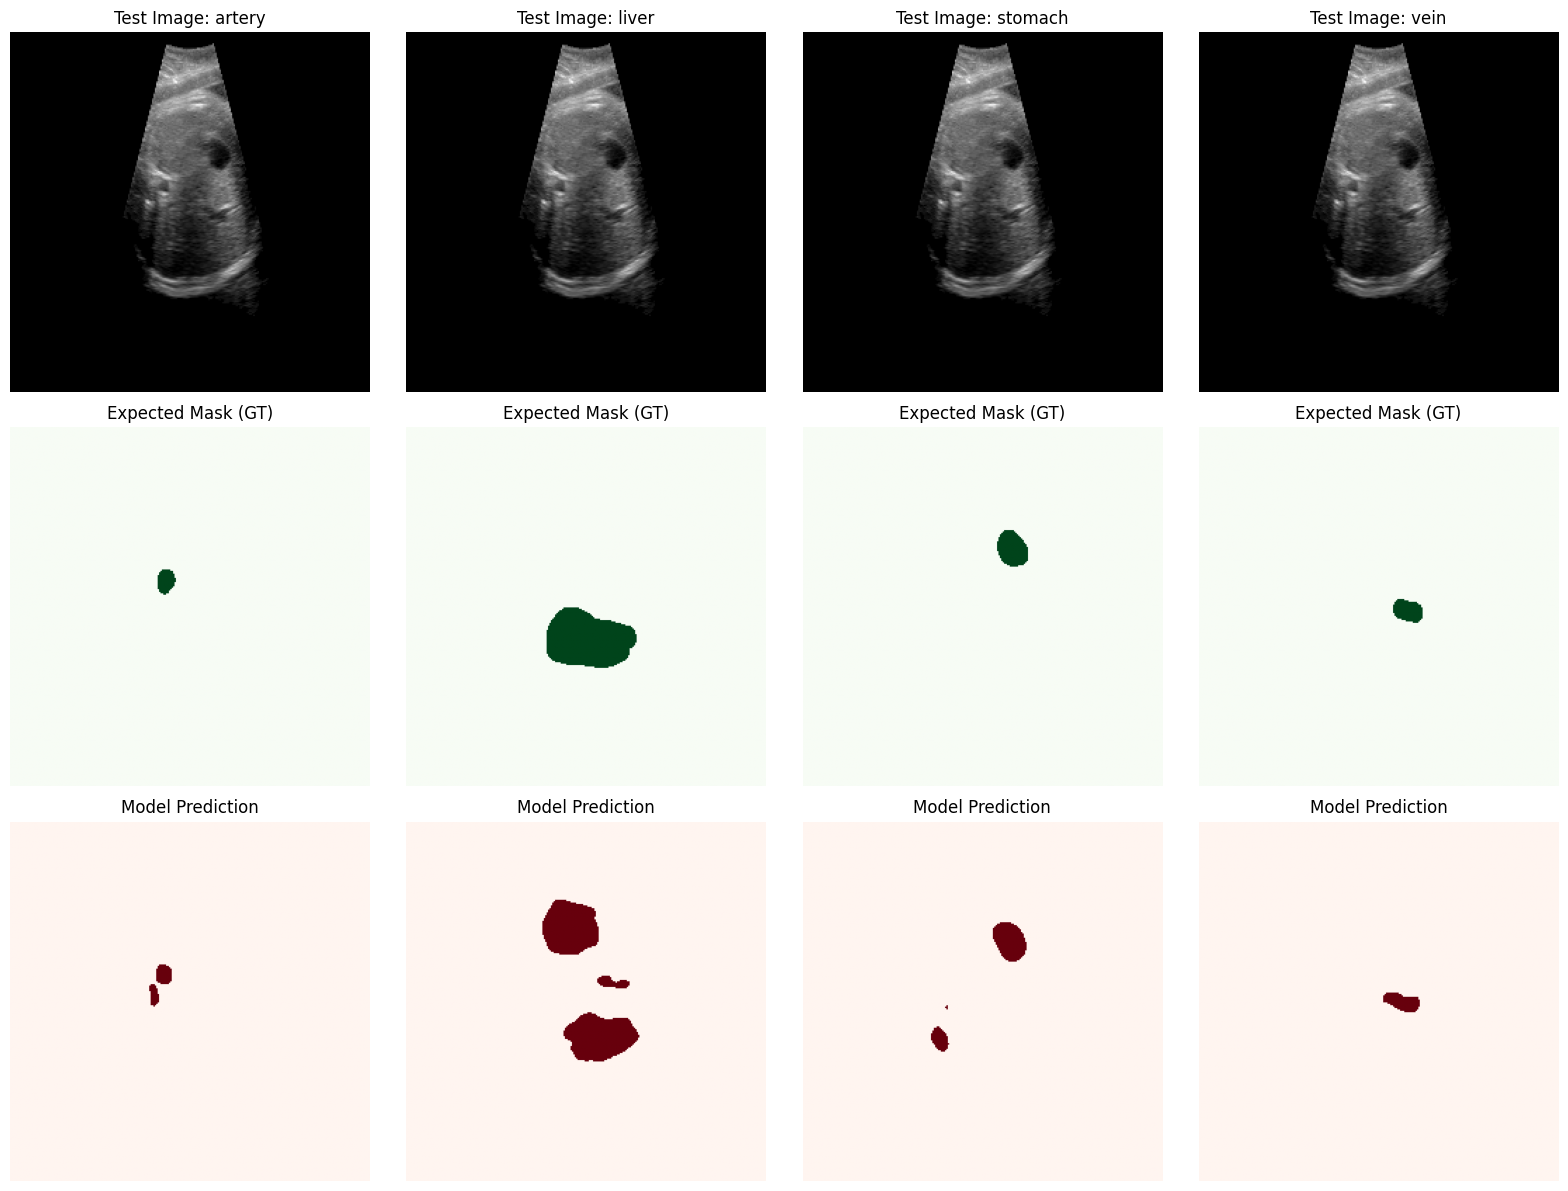 Test Image: artery
Test Image: liver
Test Image: stomach
Test Image: vein
Expected Mask (GT)
Expected Mask (GT)
Expected Mask (GT)
Expected Mask (GT)
Model Prediction
Model Prediction
Model Prediction
Model Prediction